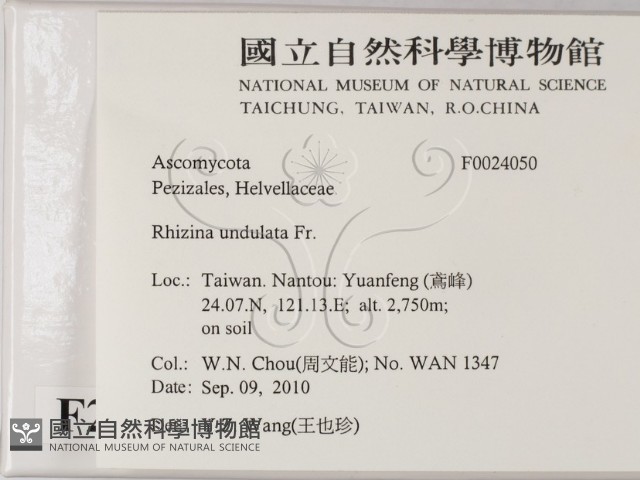 國立自然科學博物館
NATIONAL MUSEUM OF NATURAL SCIENCE
TAICHUNG, TAIWAN, R.O.CHINA
Ascomycota F0024050
Pezizales, Helvellaceae
Rhizina undulata Fr.
Loc.: Taiwan. Nantou: Yuanfeng (鳶峰)
24.07.N, 121.13.E; alt. 2,750m;
on soil
Col.: W.N. Chou(周文能); No. WAN 1347
Date: Sep. 09, 2010
Wang(王也珍)
國立自然科學博物館
NATIONAL MUSEUM OF NATURAL SCIENCE